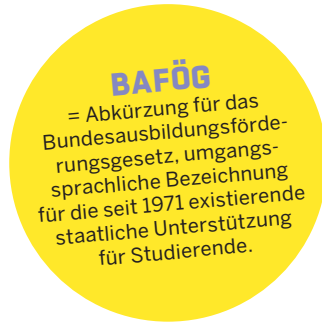 BAFÖG
= Abkürzung für das
Bundesausbildungsförde-
rungsgesetz, umgangs-
sprachliche Bezeichnung
für die seit 1971 existierende
staatliche Unterstützung
für Studierende.